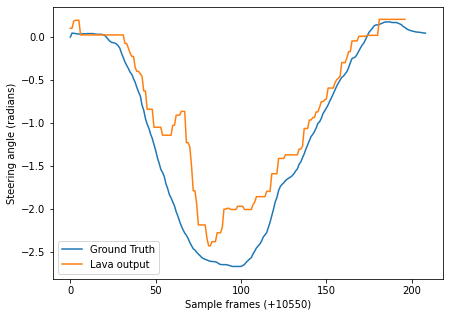 0.0
−0.5
−1.0
−1.5
−2.0
−2.5
Steering angle (radians)
Ground Truth
Lava output
0 50 100 150 200
Sample frames (+10550)